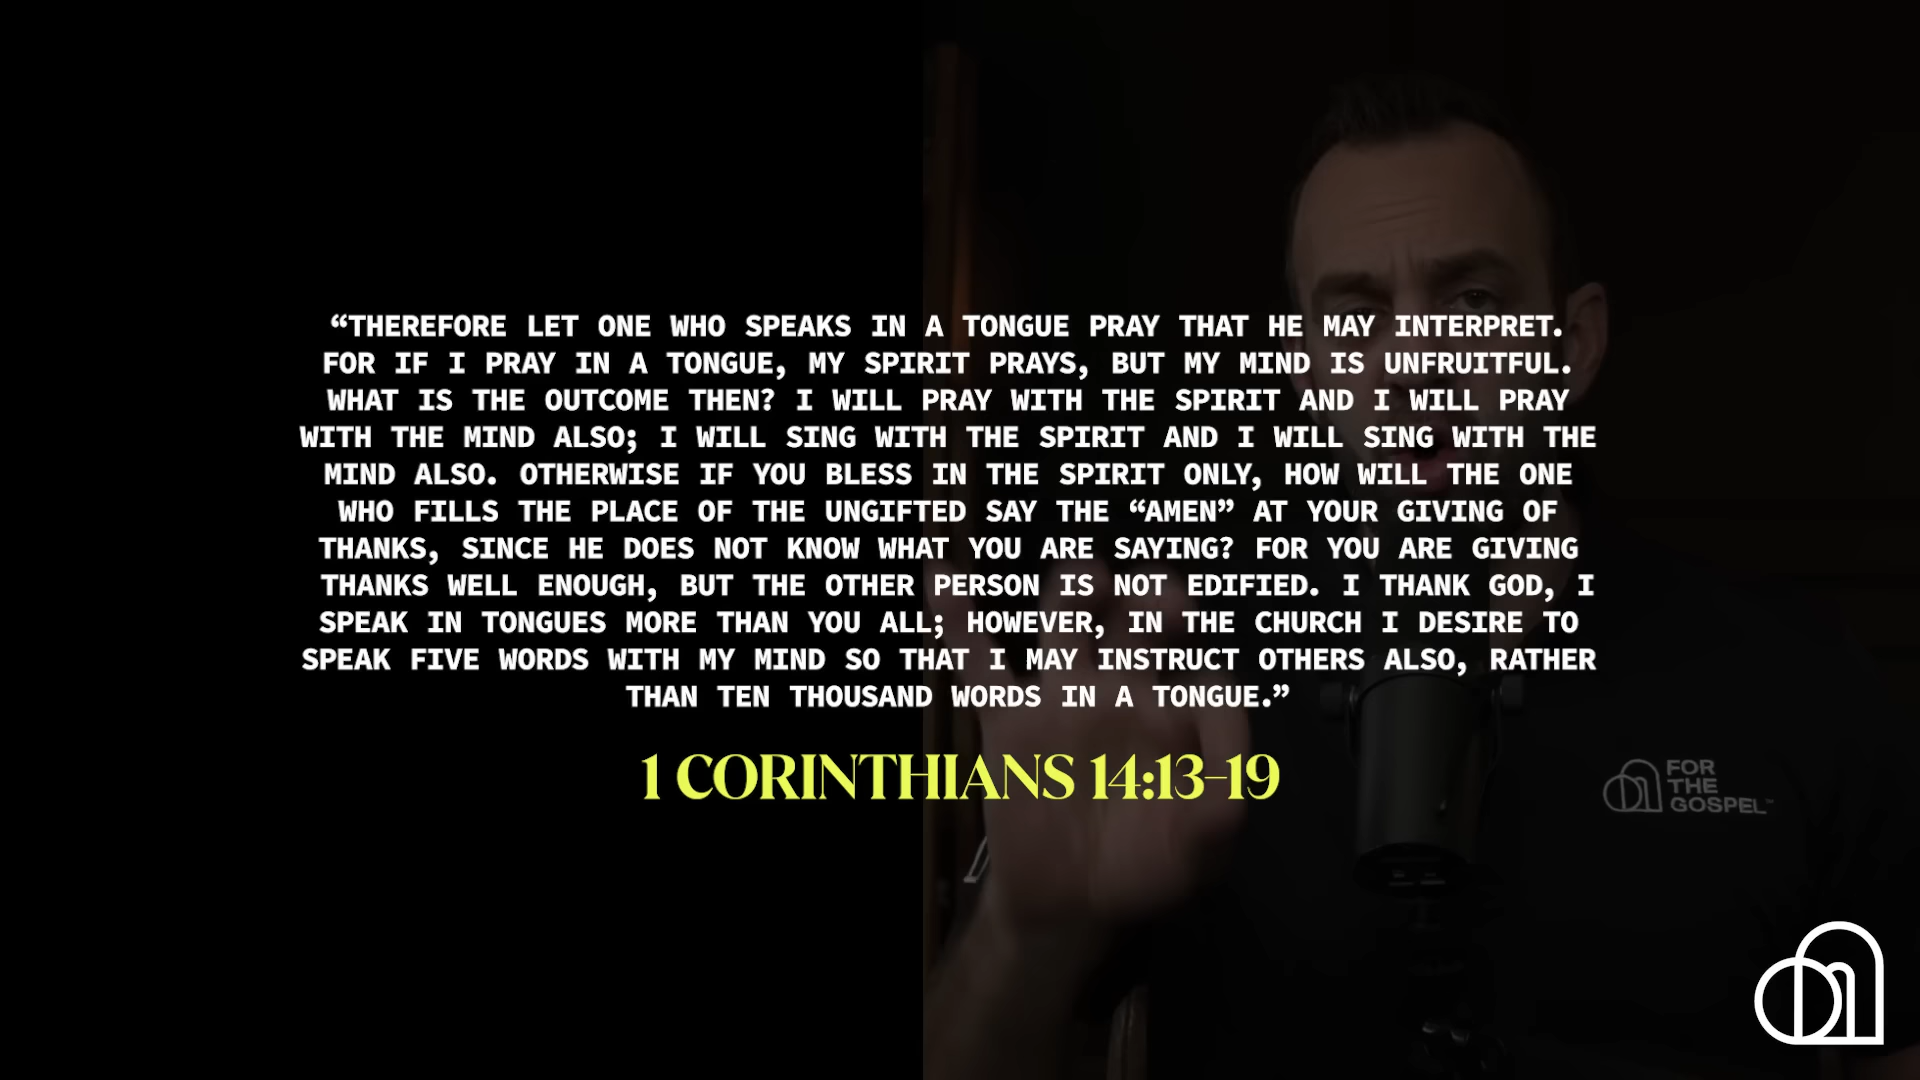 “THEREFORE LET ONE WHO SPEAKS IN A TONGUE PRAY THAT HE MAY INTERPRET.
FOR IF I PRAY IN A TONGUE, MY SPIRIT PRAYS, BUT MY MIND IS UNFRUITFUL.
WHAT IS THE OUTCOME THEN? I WILL PRAY WITH THE SPIRIT AND I WILL PRAY
WITH THE MIND ALSO; I WILL SING WITH THE SPIRIT AND I WILL SING WITH THE
MIND ALSO. OTHERWISE IF YOU BLESS IN THE SPIRIT ONLY, HOW WILL THE ONE
WHO FILLS THE PLACE OF THE UNGIFTED SAY THE “AMEN” AT YOUR GIVING OF
THANKS, SINCE HE DOES NOT KNOW WHAT YOU ARE SAYING? FOR YOU ARE GIVING
THANKS WELL ENOUGH, BUT THE OTHER PERSON IS NOT EDIFIED. I THANK GOD, I
SPEAK IN TONGUES MORE THAN YOU ALL; HOWEVER, IN THE CHURCH I DESIRE TO
SPEAK FIVE WORDS WITH MY MIND SO THAT I MAY INSTRUCT OTHERS ALSO, RATHER
THAN TEN THOUSAND WORDS IN A TONGUE.”
1 CORINTHIANS 14:13-19
FOR
THE
GOSPEL™